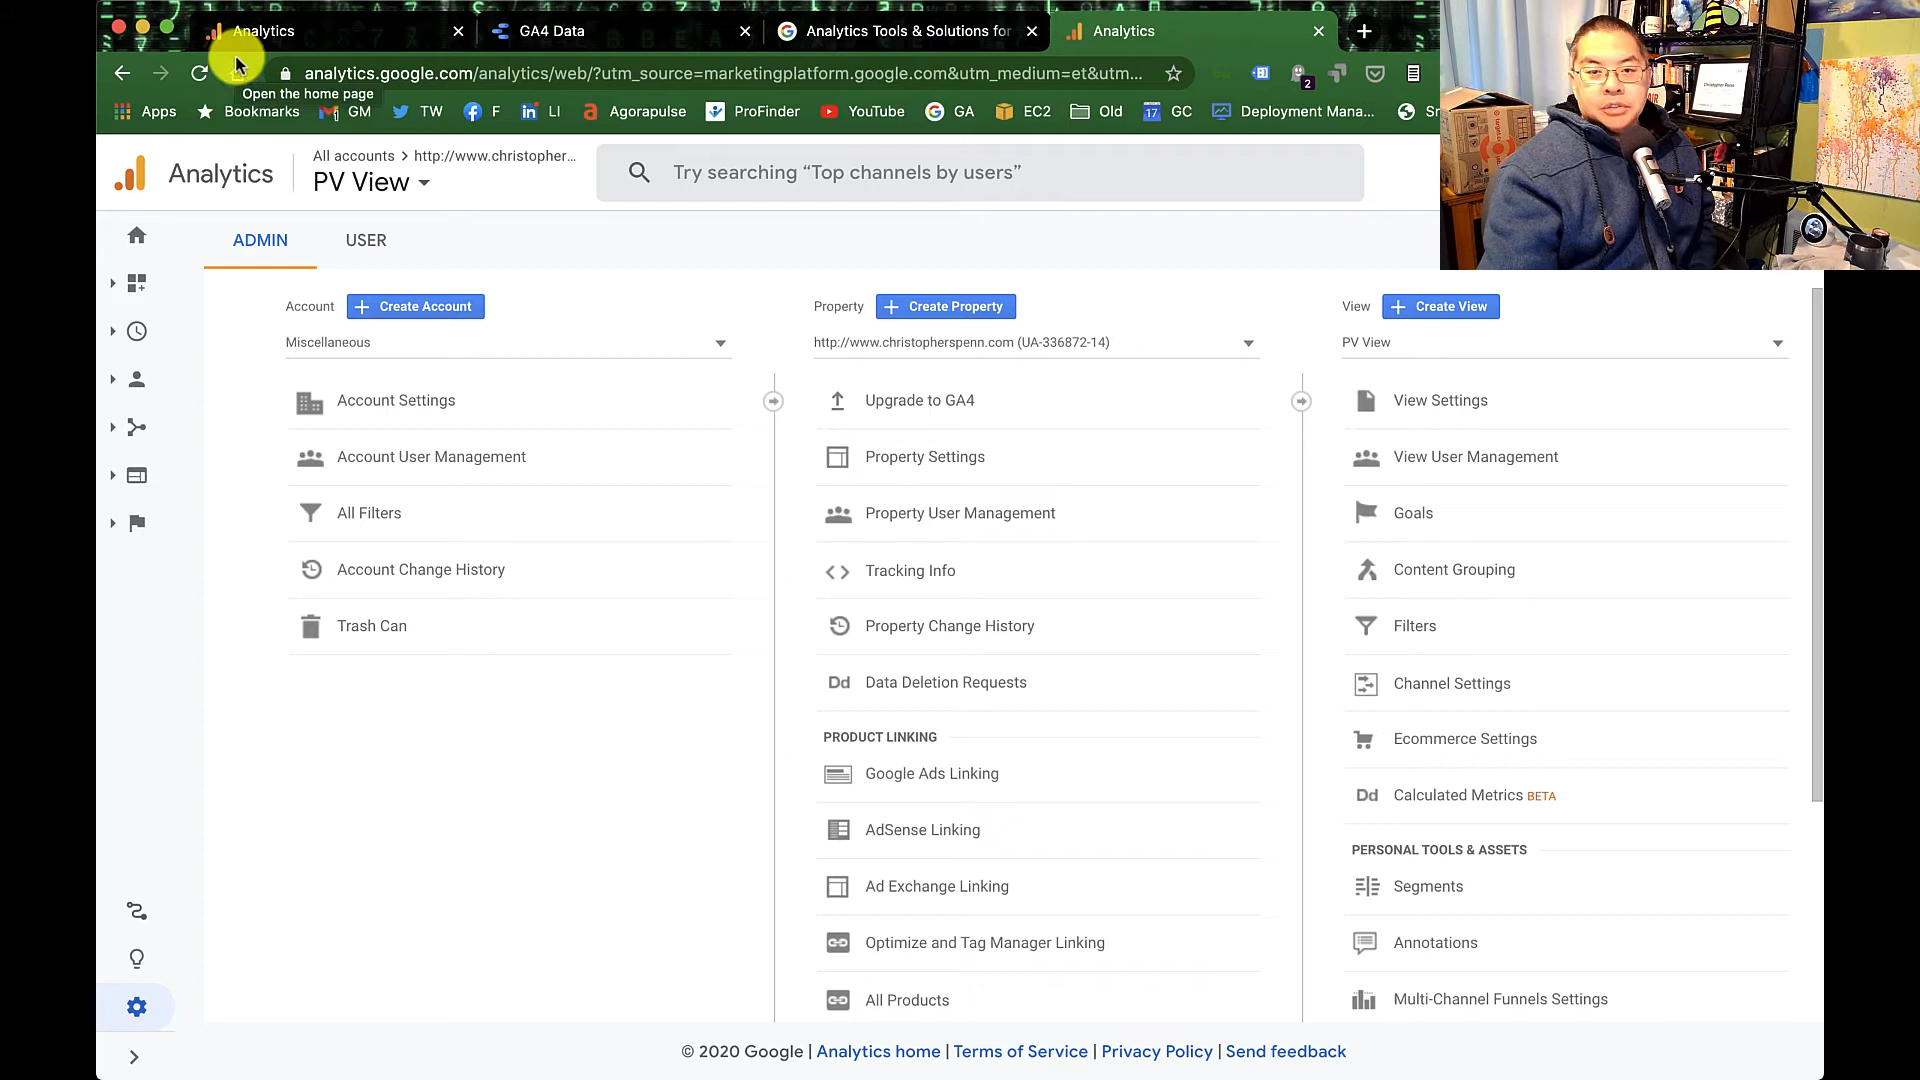 Analytics
GA4 Data
Analytics Tools & Solutions for
Analytics
analytics.google.com/analytics/web/?utm_source=marketingplatform.google.com&utm_medium=et&utm...
2
Open the home page
Apps
Bookmarks
GM
TW
F
LI
Agorapulse
ProFinder
YouTube
GA
EC2
Old
17
GC
Deployment Mana...
Analytics
All accounts > http://www.christopher...
PV View
Try searching “Top channels by users”
ADMIN
USER
Account
+ Create Account
Miscellaneous
Account Settings
Account User Management
All Filters
Account Change History
Trash Can
Property
+ Create Property
http://www.christopherspenn.com (UA-336872-14)
Upgrade to GA4
Property Settings
Property User Management
Tracking Info
Property Change History
Dd Data Deletion Requests
PRODUCT LINKING
Google Ads Linking
AdSense Linking
Ad Exchange Linking
Optimize and Tag Manager Linking
All Products
View
+ Create View
PV View
View Settings
View User Management
Goals
Content Grouping
Filters
Channel Settings
Ecommerce Settings
Dd Calculated Metrics BETA
PERSONAL TOOLS & ASSETS
Segments
Annotations
Multi-Channel Funnels Settings
© 2020 Google | Analytics home | Terms of Service | Privacy Policy | Send feedback